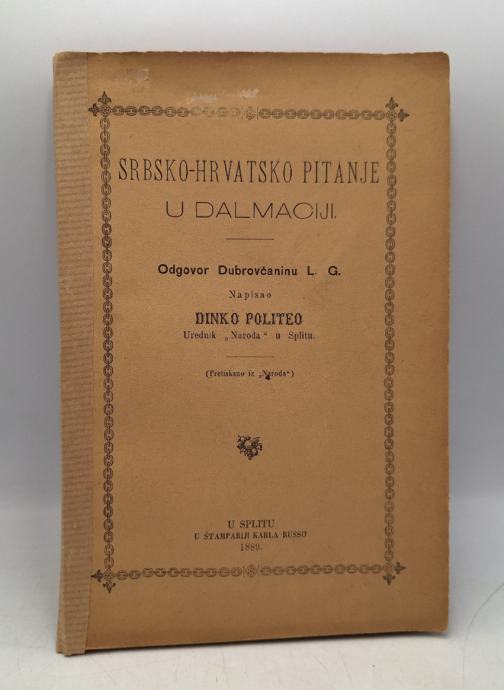 SRBSKO-HRVATSKO PITANJE
U DALMACIJI.
Odgovor Dubrovčaninu L. G.
Napisao
DINKO POLITEO
Urednik „Naroda“ u Splitu.
(Pretiskano iz „Naroda“)
U SPLITU
U ŠTAMPARIJI KARLA RUSSO
1889.